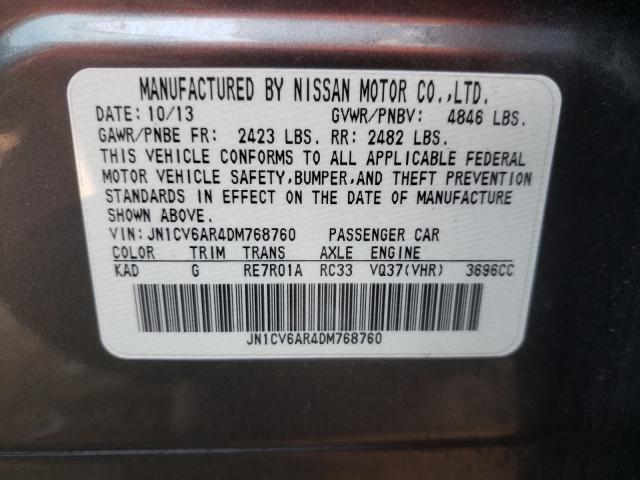 MANUFACTURED BY NISSAN MOTOR CO.,LTD.
DATE: 10/13 GVWR/PNBV: 4846 LBS.
GAWR/PNBE FR: 2423 LBS. RR: 2482 LBS.
THIS VEHICLE CONFORMS TO ALL APPLICABLE FEDERAL
MOTOR VEHICLE SAFETY,BUMPER,AND THEFT PREVENTION
STANDARDS IN EFFECT ON THE DATE OF MANUFACTURE
SHOWN ABOVE.
VIN:JN1CV6AR4DM768760 PASSENGER CAR
COLOR TRIM TRANS AXLE ENGINE
KAD G RE7R01A RC33 VQ37(VHR) 3696CC
JN1CV6AR4DM768760